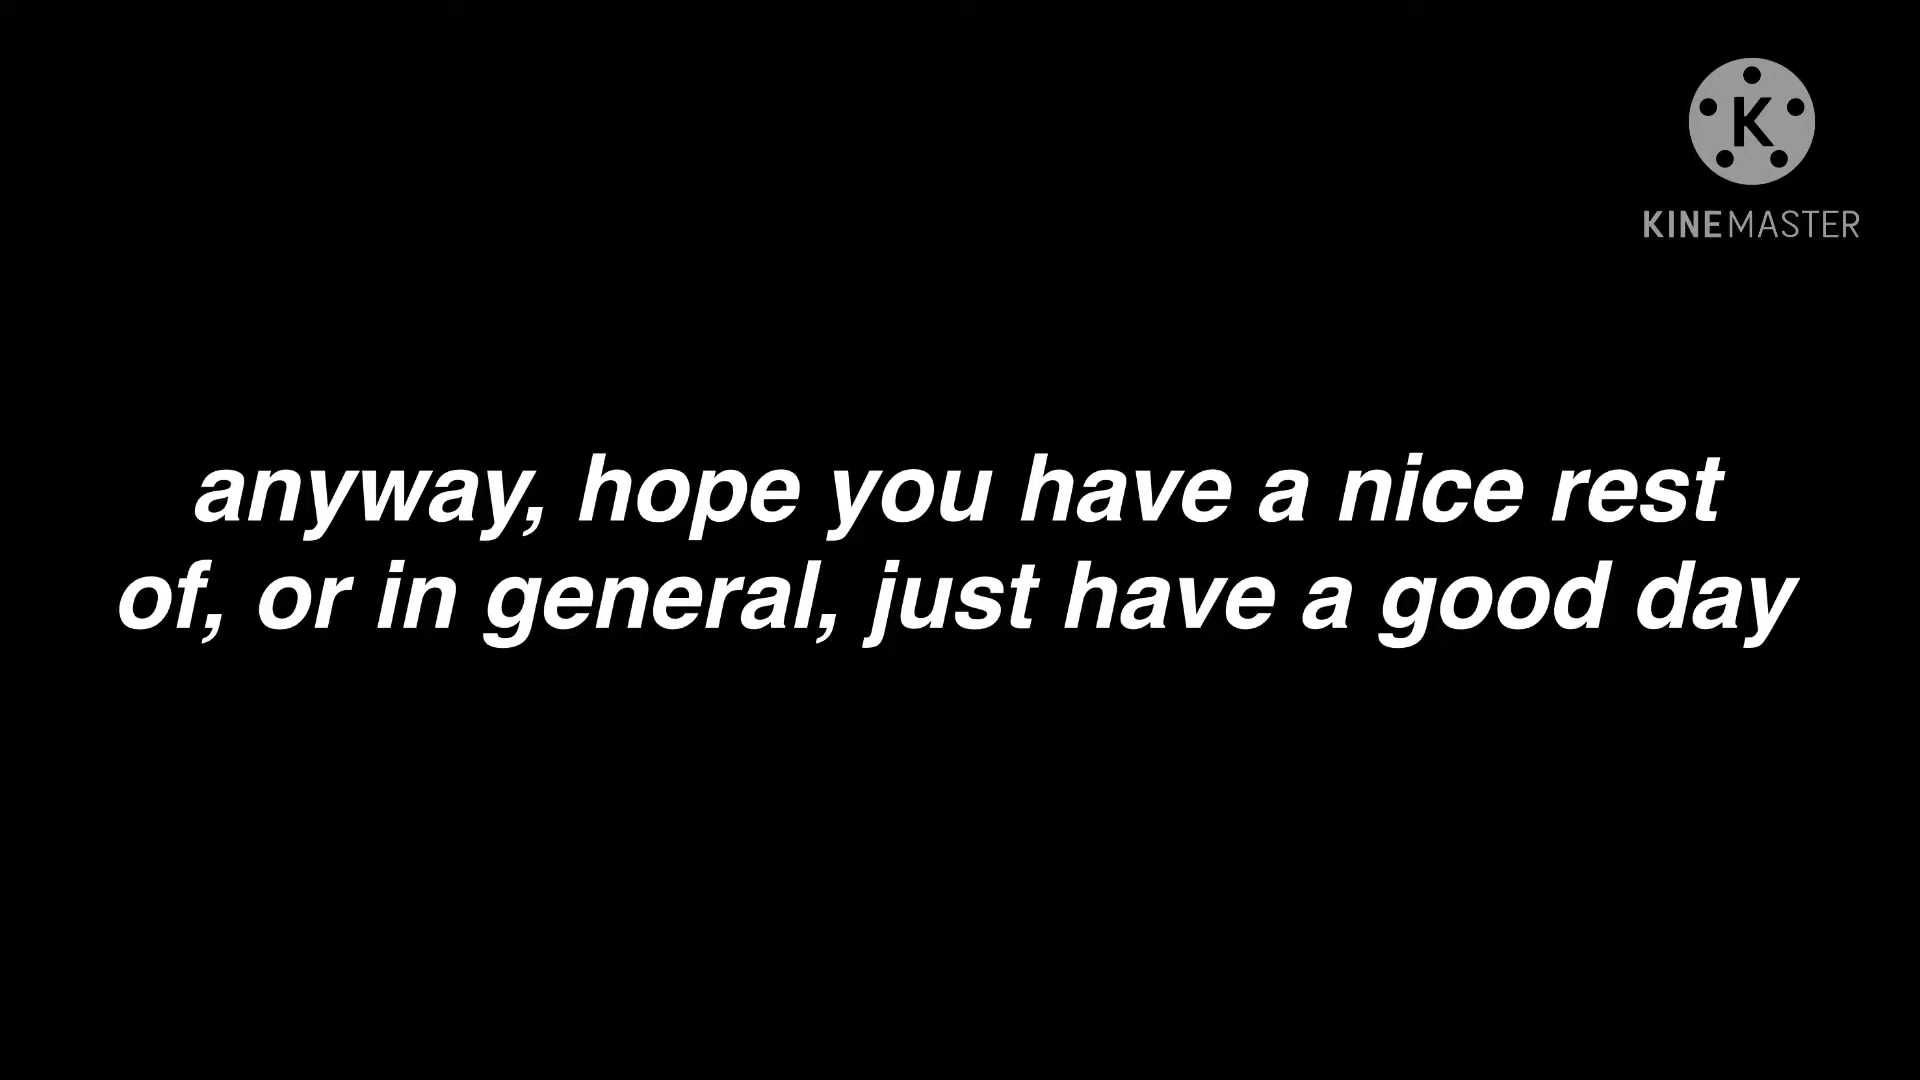 K
KINEMASTER
anyway, hope you have a nice rest
of, or in general, just have a good day